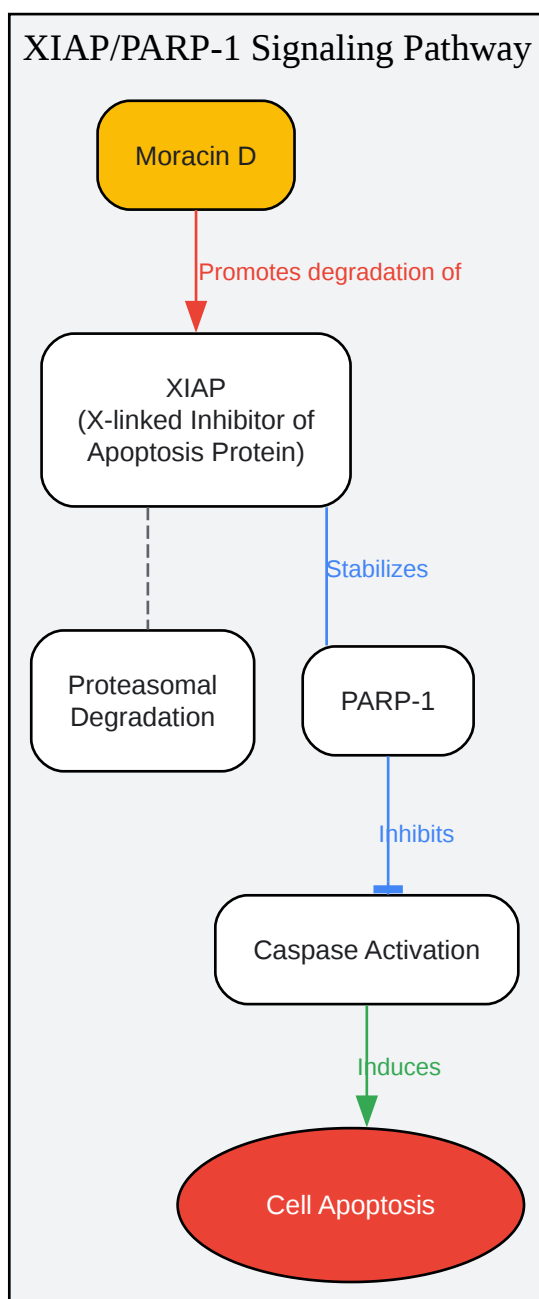 XIAP/PARP-1 Signaling Pathway
Moracin D
Promotes degradation of
XIAP
(X-linked Inhibitor of
Apoptosis Protein)
Stabilizes
Proteasomal
Degradation
PARP-1
Inhibits
Caspase Activation
Induces
Cell Apoptosis